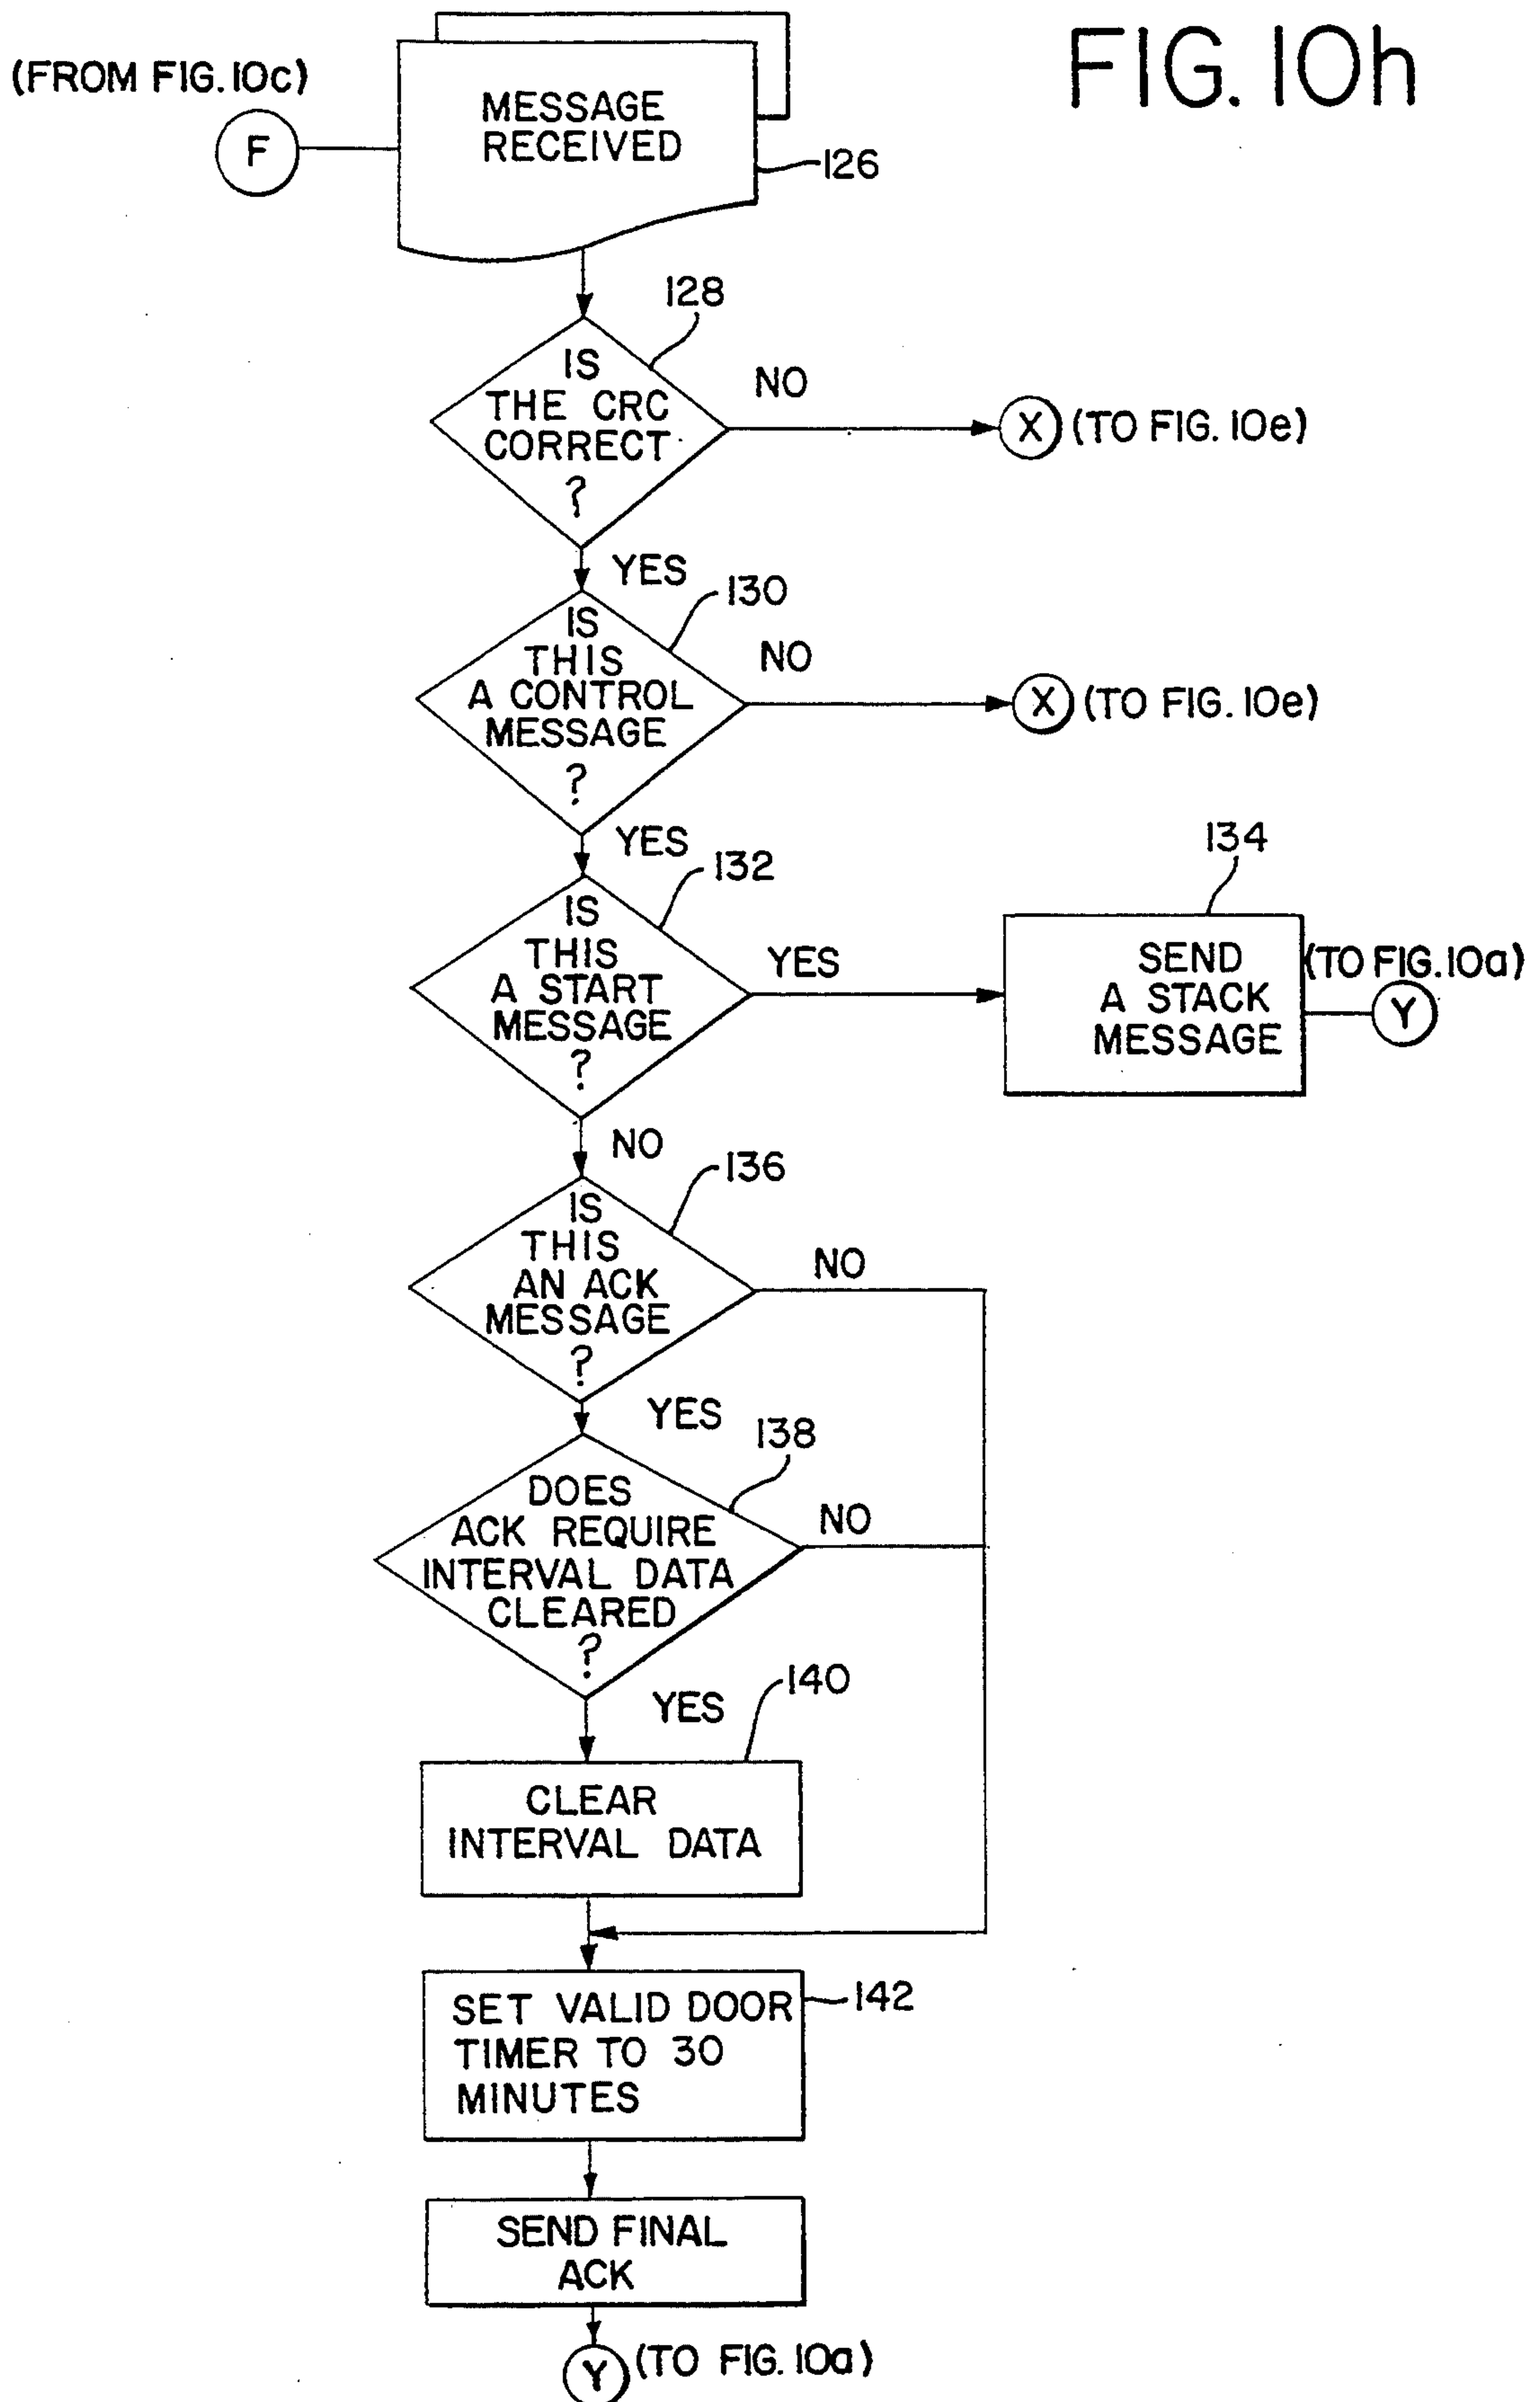 FIG. 10h
(FROM FIG. 10c)
F
MESSAGE
RECEIVED
126
128
IS
THE CRC
CORRECT
?
NO
X (TO FIG. 10e)
YES
130
IS
THIS
A CONTROL
MESSAGE
?
NO
X (TO FIG. 10e)
YES
132
IS
THIS
A START
MESSAGE
?
YES
134
SEND
A STACK
MESSAGE
(TO FIG. 10a)
Y
NO
136
IS
THIS
AN ACK
MESSAGE
?
NO
YES
138
DOES
ACK REQUIRE
INTERVAL DATA
CLEARED
?
NO
YES
140
CLEAR
INTERVAL DATA
SET VALID DOOR
TIMER TO 30
MINUTES
142
SEND FINAL
ACK
Y (TO FIG. 10a)